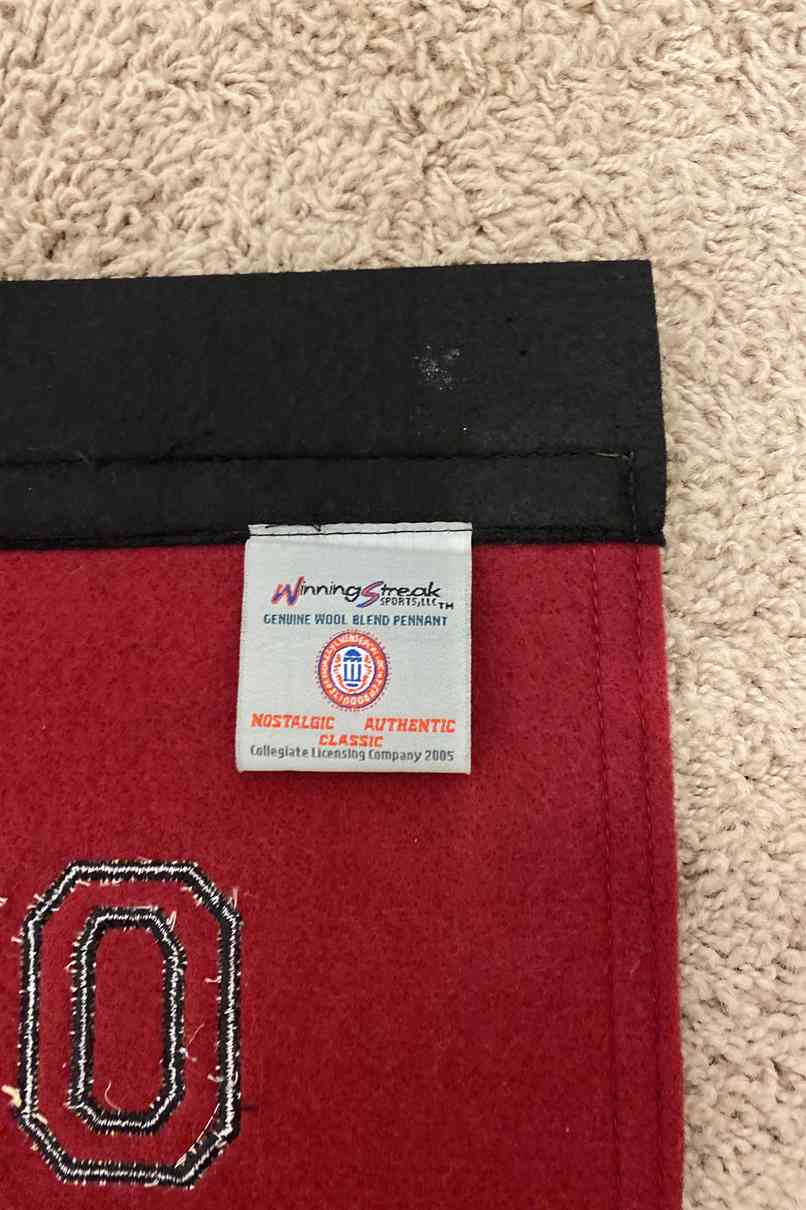 WinningStreak
SPORTS,LLC TM
GENUINE WOOL BLEND PENNANT
NOSTALGIC AUTHENTIC
CLASSIC
Collegiate Licensing Company 2005
O